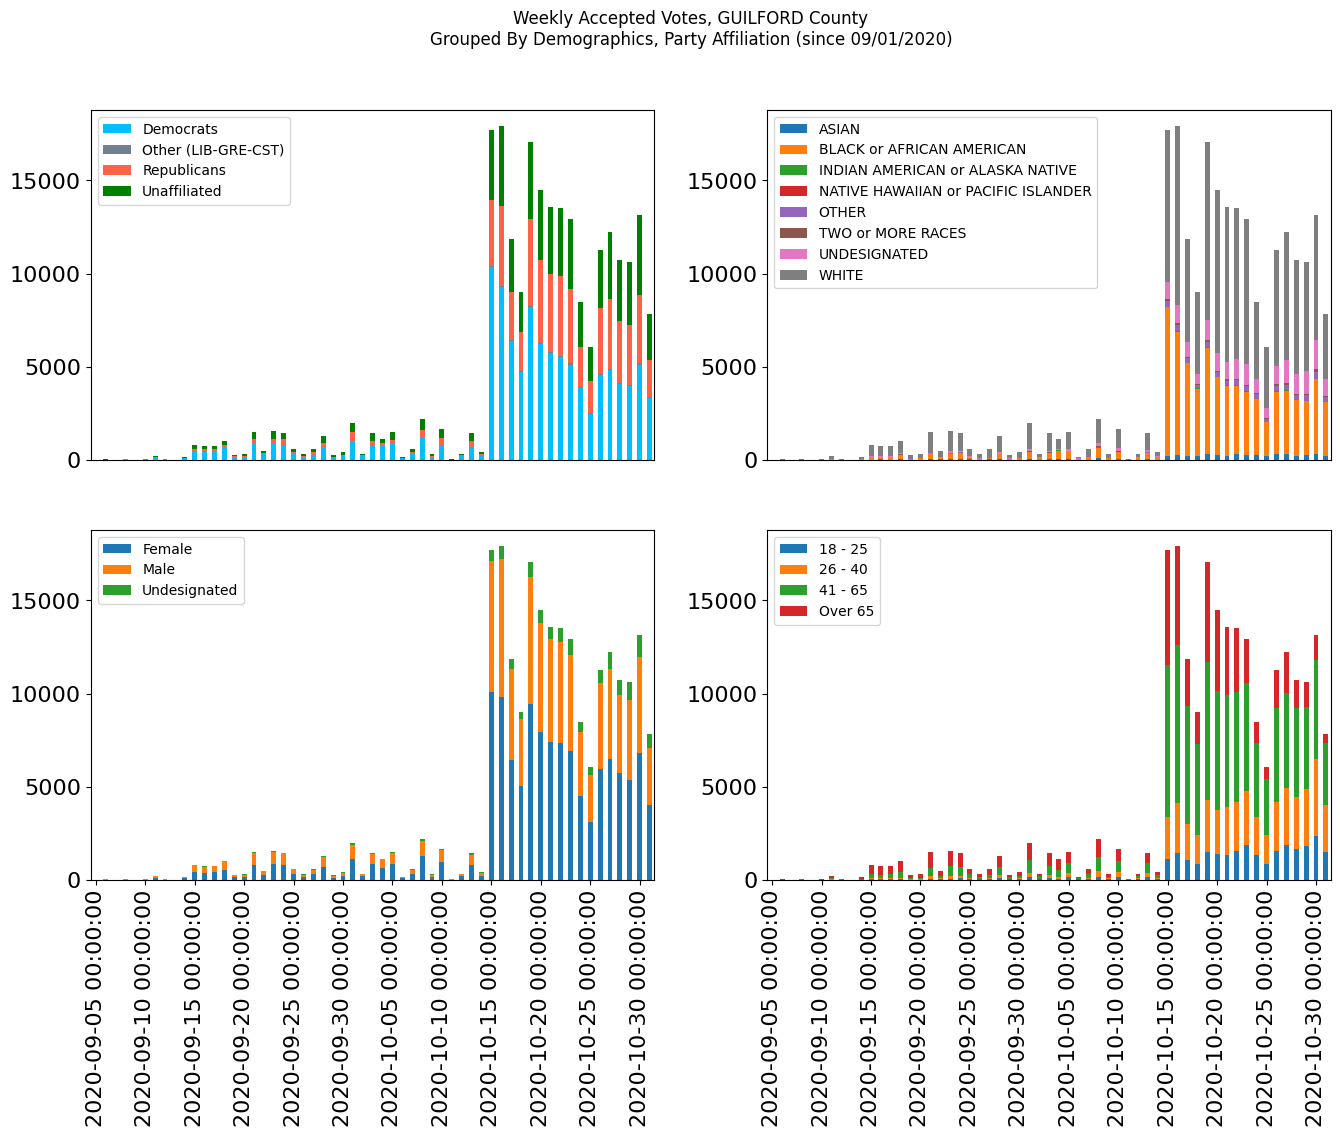 Weekly Accepted Votes, GUILFORD County
Grouped By Demographics, Party Affiliation (since 09/01/2020)
Democrats
Other (LIB-GRE-CST)
Republicans
Unaffiliated
15000
10000
5000
0
ASIAN
BLACK or AFRICAN AMERICAN
INDIAN AMERICAN or ALASKA NATIVE
NATIVE HAWAIIAN or PACIFIC ISLANDER
OTHER
TWO or MORE RACES
UNDESIGNATED
WHITE
15000
10000
5000
0
Female
Male
Undesignated
15000
10000
5000
0
2020-09-05 00:00:00
2020-09-10 00:00:00
2020-09-15 00:00:00
2020-09-20 00:00:00
2020-09-25 00:00:00
2020-09-30 00:00:00
2020-10-05 00:00:00
2020-10-10 00:00:00
2020-10-15 00:00:00
2020-10-20 00:00:00
2020-10-25 00:00:00
2020-10-30 00:00:00
18 - 25
26 - 40
41 - 65
Over 65
15000
10000
5000
0
2020-09-05 00:00:00
2020-09-10 00:00:00
2020-09-15 00:00:00
2020-09-20 00:00:00
2020-09-25 00:00:00
2020-09-30 00:00:00
2020-10-05 00:00:00
2020-10-10 00:00:00
2020-10-15 00:00:00
2020-10-20 00:00:00
2020-10-25 00:00:00
2020-10-30 00:00:00